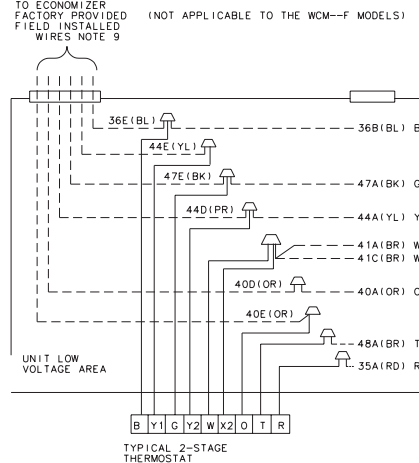 TO ECONOMIZER
FACTORY PROVIDED (NOT APPLICABLE TO THE WCM--F MODELS)
FIELD INSTALLED
WIRES NOTE 9
36E(BL)
36B(BL) B
44E(YL)
47E(BK)
47A(BK) G
44D(PR)
44A(YL) Y
41A(BR) W
41C(BR) W
40D(OR)
40A(OR) O
40E(OR)
48A(BR) T
UNIT LOW
35A(RD) R
VOLTAGE AREA
B Y1 G Y2 W X2 O T R
TYPICAL 2-STAGE
THERMOSTAT